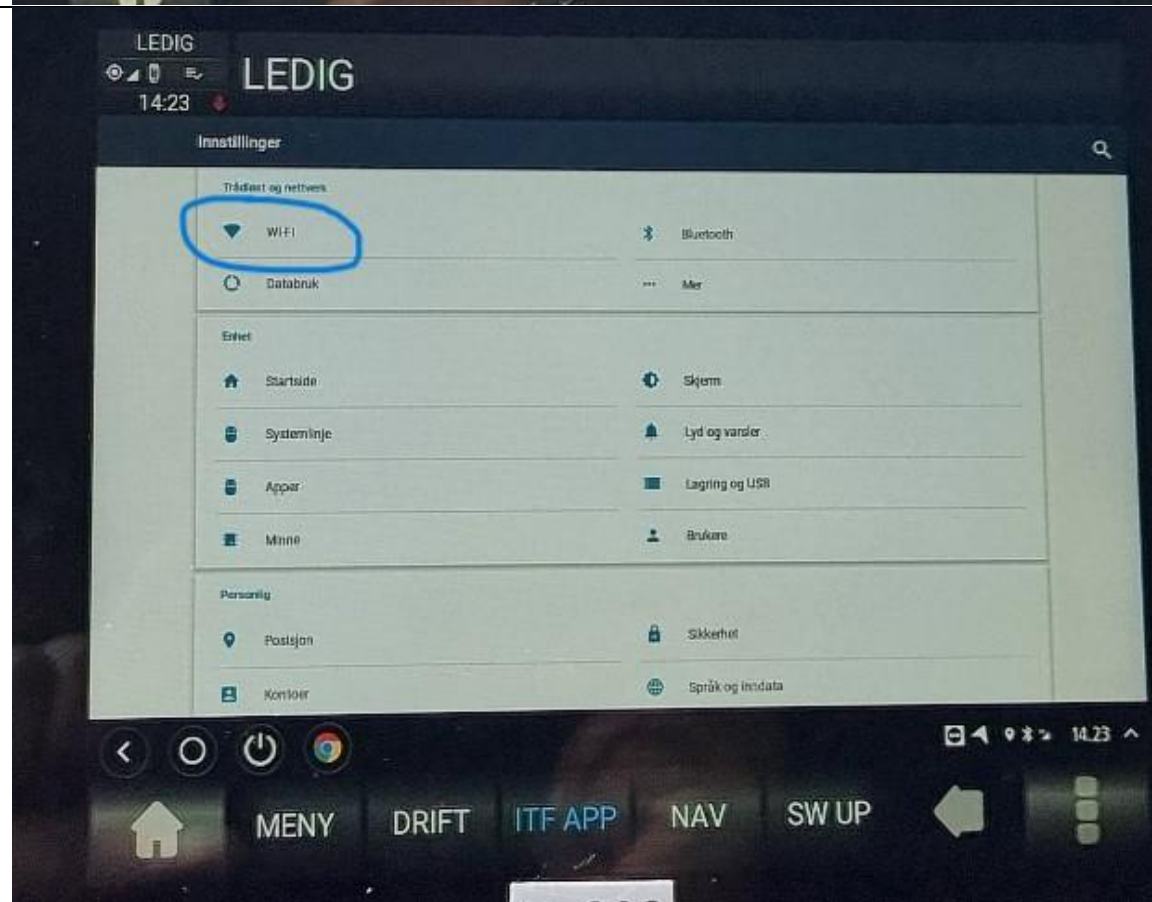 LEDIG
LEDIG
14:23
Innstillinger
Trådløst og nettverk
WI-FI
Bluetooth
Databruk
Mer
Enhet
Startside
Skjerm
Systemlinje
Lyd og varsler
Apper
Lagring og USB
Minne
Brukere
Personlig
Posisjon
Sikkerhet
Kontoer
Språk og inndata
14.23
MENY
DRIFT
ITF APP
NAV
SW UP